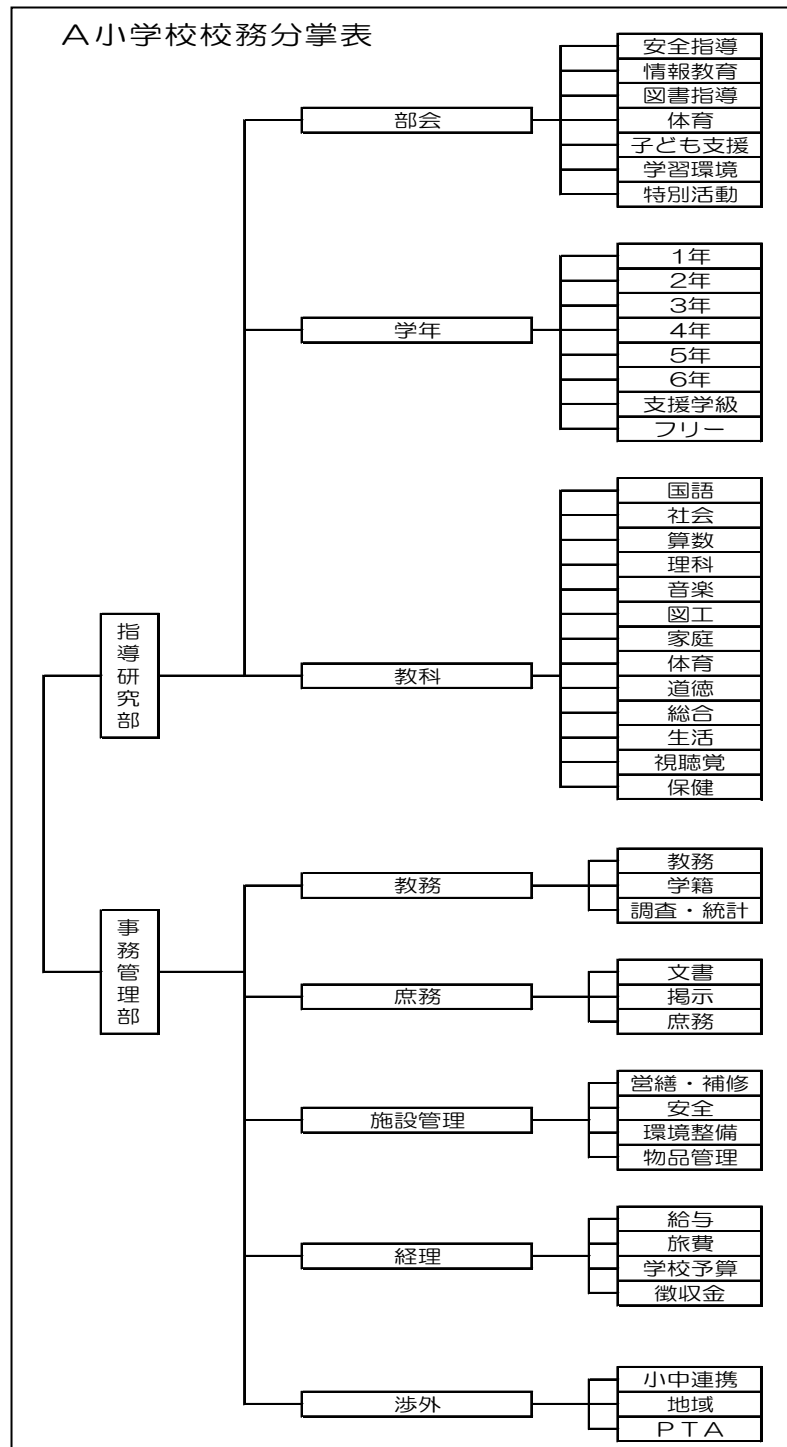 A小学校校務分掌表
安全指導
情報教育
図書指導
部会
体育
子ども支援
学習環境
特別活動
1年
2年
3年
学年
4年
5年
6年
支援学級
フリー
国語
社会
算数
理科
音楽
図工
家庭
指導研究部
教科
体育
道徳
総合
生活
視聴覚
保健
教務
教務
学籍
調査・統計
事務管理部
文書
庶務
掲示
庶務
営繕・補修
施設管理
安全
環境整備
物品管理
給与
経理
旅費
学校予算
徴収金
小中連携
渉外
地域
PTA